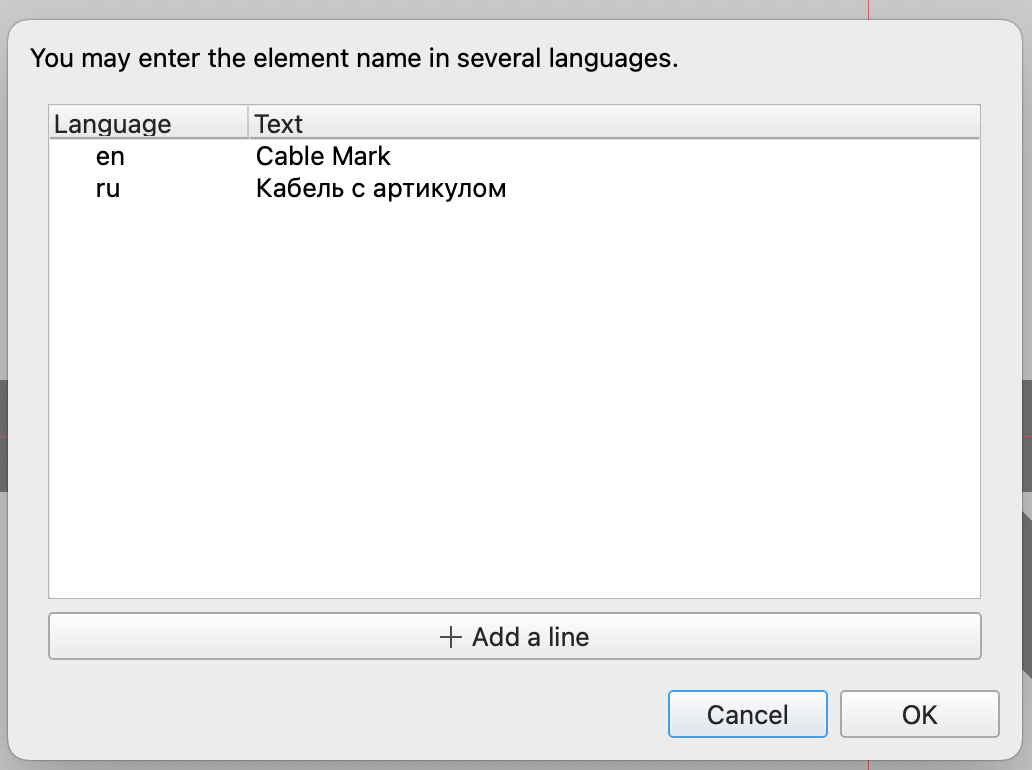 You may enter the element name in several languages.
Language Text
en Cable Mark
ru Кабель с артикулом
Add a line
Cancel OK